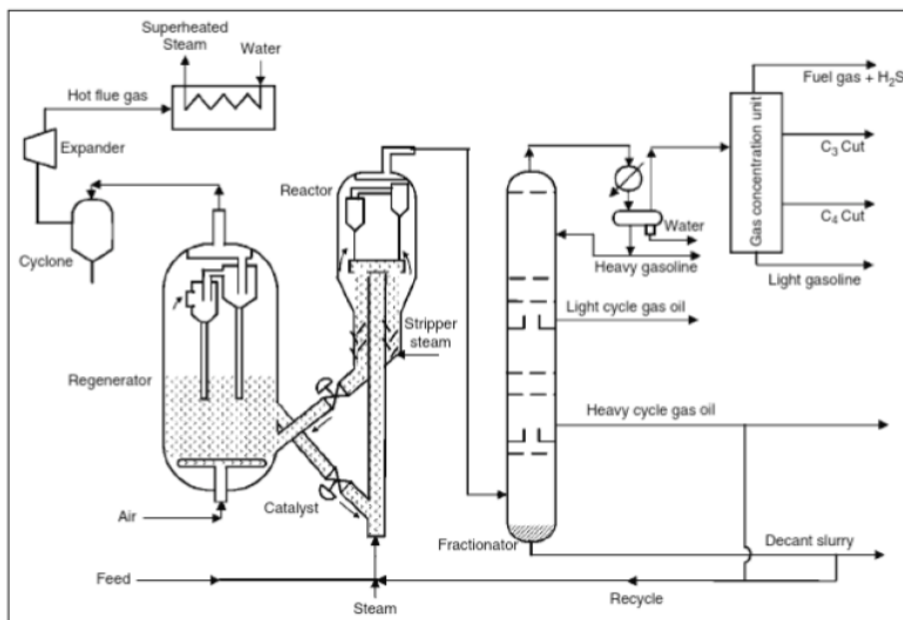 Superheated
Steam
Water
Hot flue gas
Expander
Cyclone
Regenerator
Air
Feed
Reactor
Stripper
steam
Catalyst
Steam
Fractionator
Recycle
Water
Heavy gasoline
Light cycle gas oil
Heavy cycle gas oil
Decant slurry
Gas concentration unit
Fuel gas + H₂S
C₃ Cut
C₄ Cut
Light gasoline